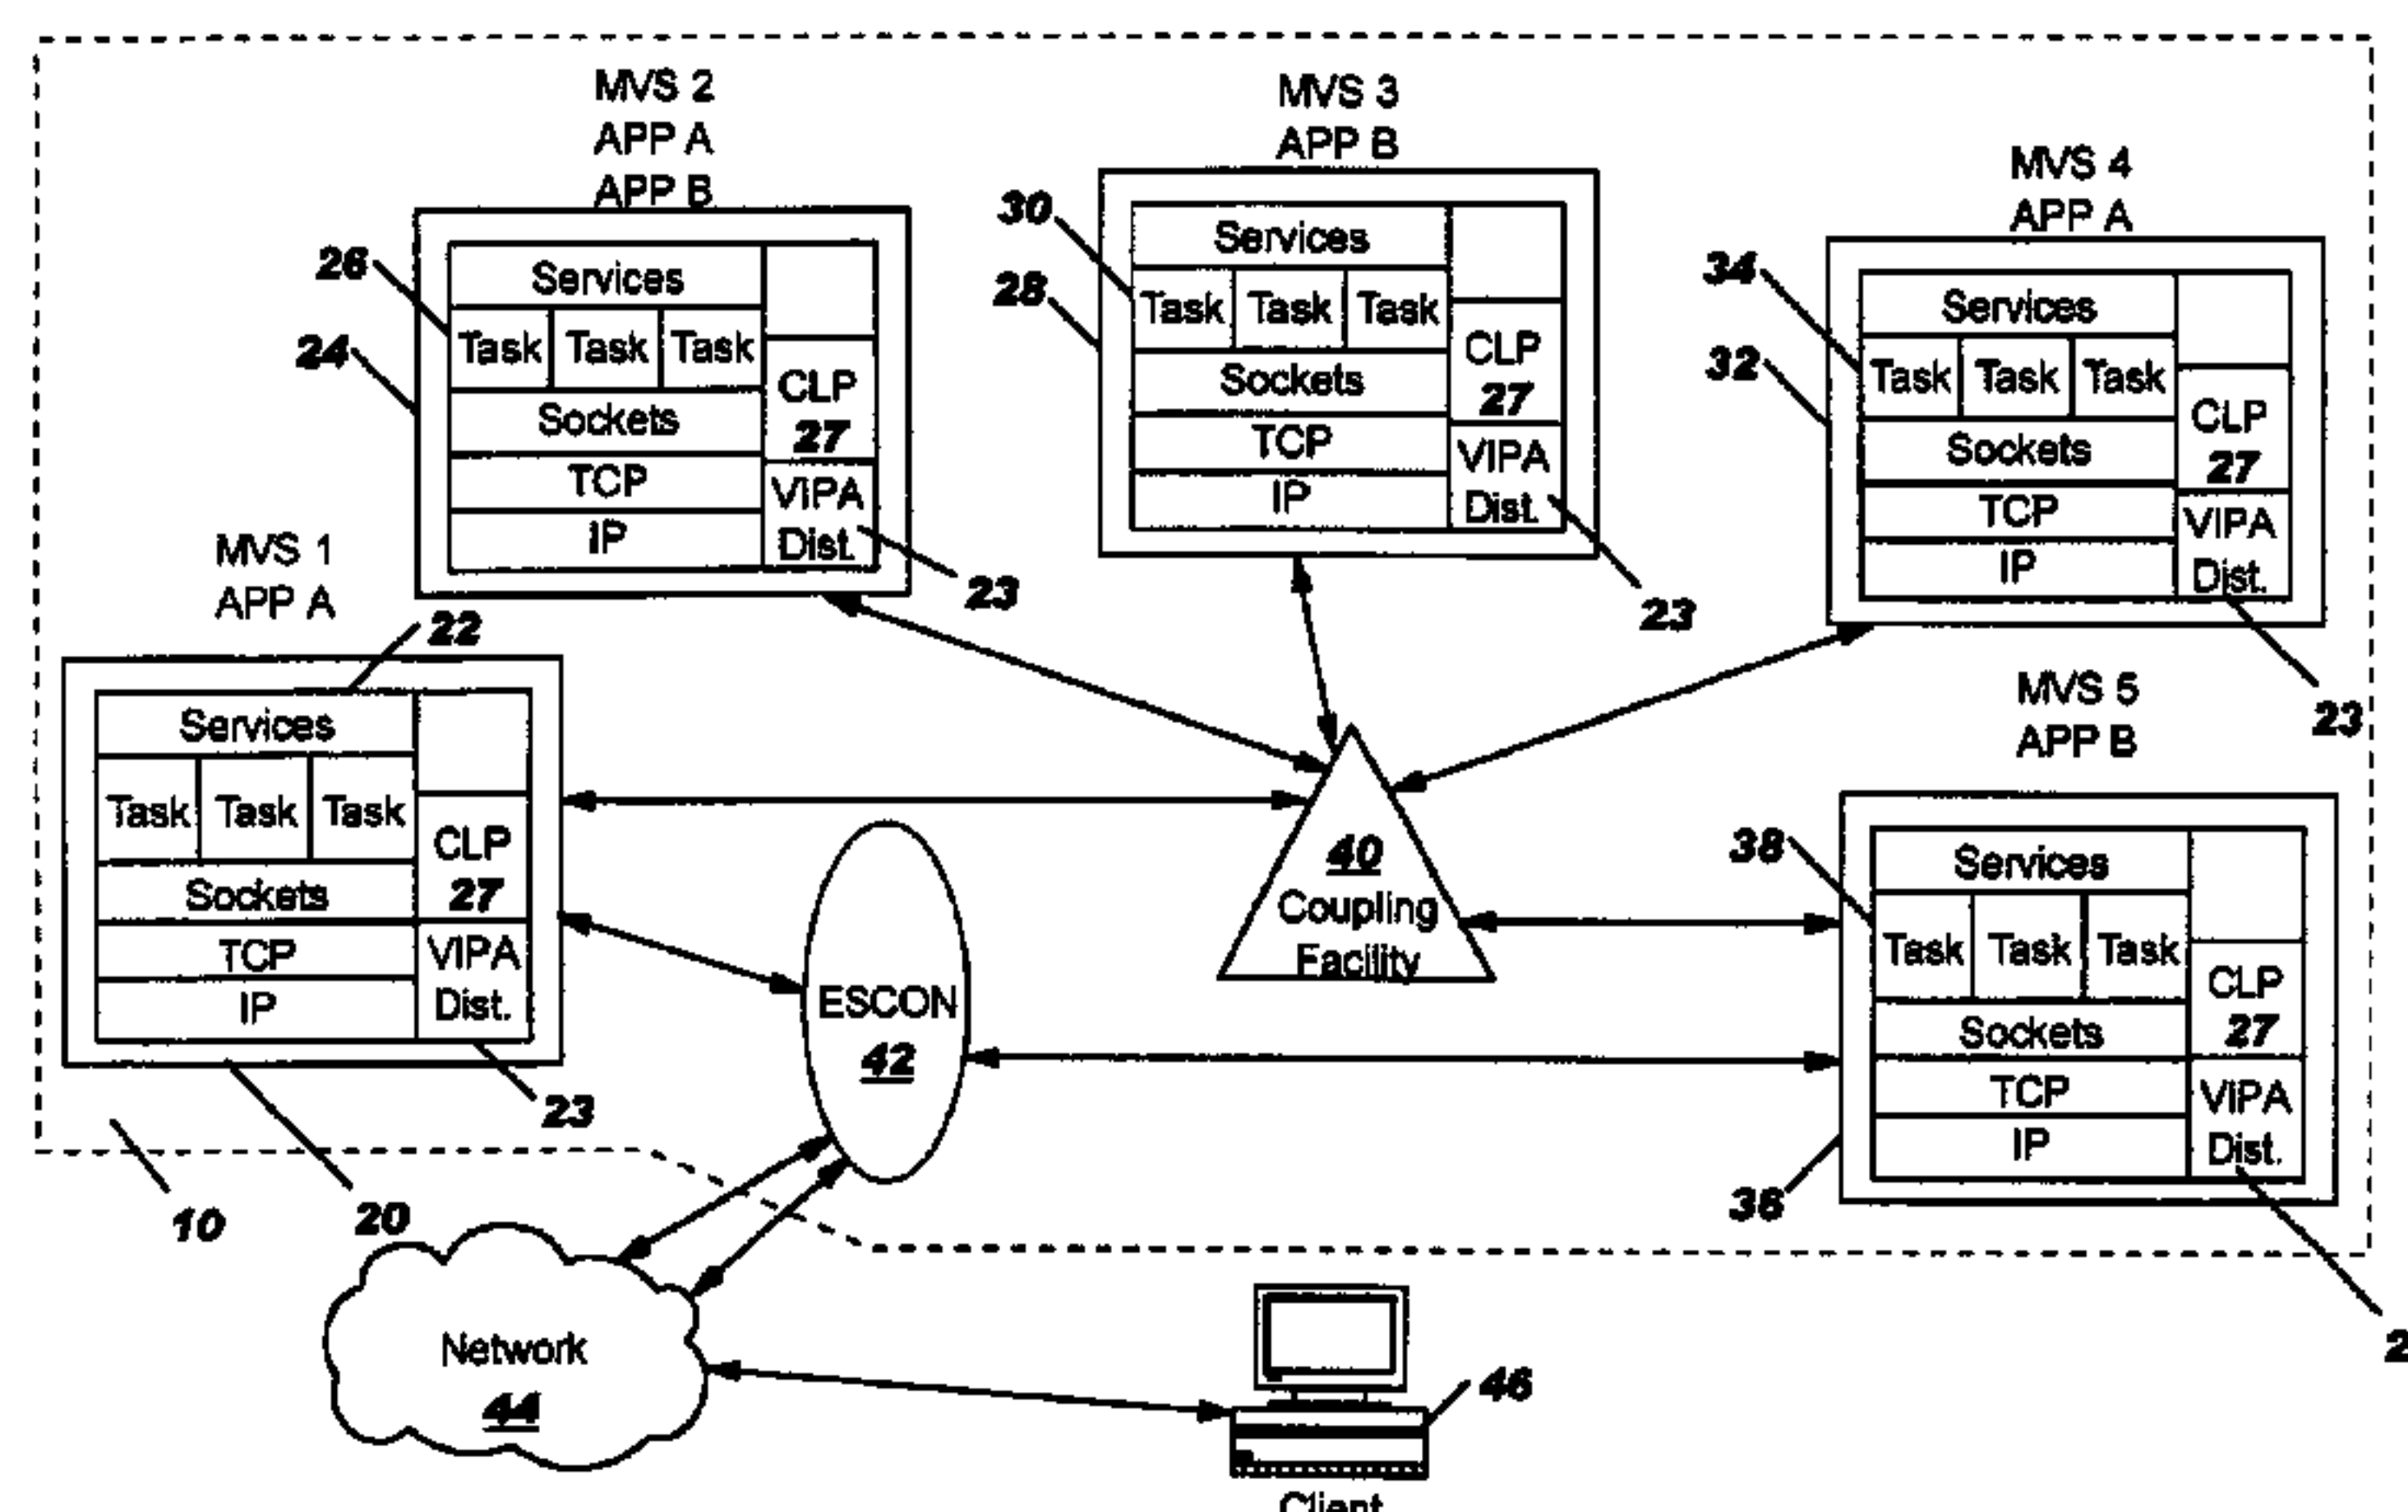 MVS 2
APP A
APP B
26
24
Services
Task Task Task
Sockets
TCP
IP
CLP
27
VIPA
Dist.
23
MVS 3
APP B
30
28
Services
Task Task Task
Sockets
TCP
IP
CLP
27
VIPA
Dist.
23
MVS 4
APP A
34
32
Services
Task Task Task
Sockets
TCP
IP
CLP
27
VIPA
Dist.
23
MVS 1
APP A
22
Services
Task Task Task
Sockets
TCP
IP
CLP
27
VIPA
Dist.
23
20
10
40
Coupling
Facility
ESCON
42
MVS 5
APP B
38
36
Services
Task Task Task
Sockets
TCP
IP
CLP
27
VIPA
Dist.
Network
44
46
Client